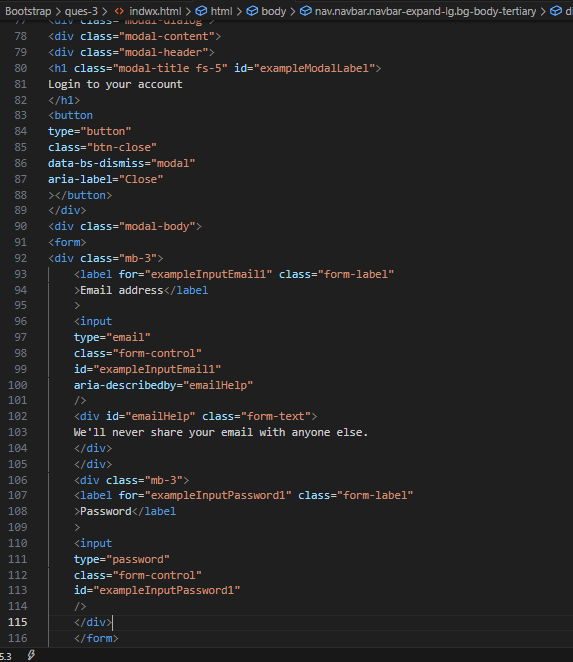 Bootstrap > ques-3 > indwx.html > html > body > nav.navbar.navbar-expand-lg.bg-body-tertiary > di
77 <div class="modal-dialog">
78 <div class="modal-content">
79 <div class="modal-header">
80 <h1 class="modal-title fs-5" id="exampleModalLabel">
81 Login to your account
82 </h1>
83 <button
84 type="button"
85 class="btn-close"
86 data-bs-dismiss="modal"
87 aria-label="Close"
88 ></button>
89 </div>
90 <div class="modal-body">
91 <form>
92 <div class="mb-3">
93 <label for="exampleInputEmail1" class="form-label"
94 >Email address</label
95 >
96 <input
97 type="email"
98 class="form-control"
99 id="exampleInputEmail1"
100 aria-describedby="emailHelp"
101 />
102 <div id="emailHelp" class="form-text">
103 We'll never share your email with anyone else.
104 </div>
105 </div>
106 <div class="mb-3">
107 <label for="exampleInputPassword1" class="form-label"
108 >Password</label
109 >
110 <input
111 type="password"
112 class="form-control"
113 id="exampleInputPassword1"
114 />
115 </div>
116 </form>
5.3